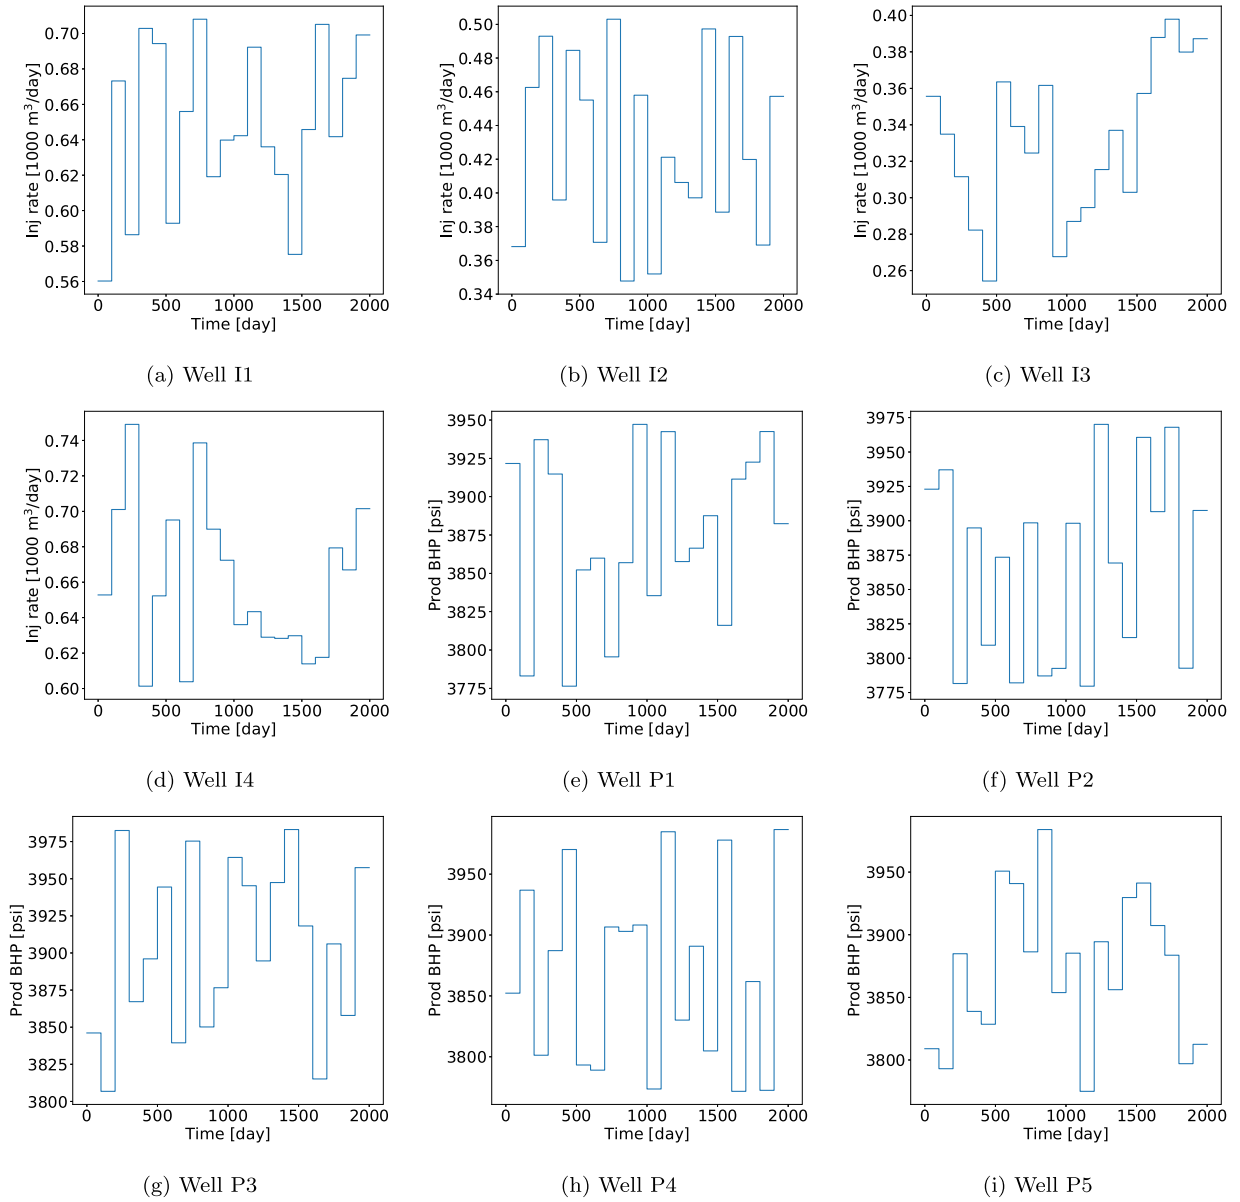 0.70
0.68
0.66
0.64
0.62
0.60
0.58
0.56
Inj rate [1000 m³/day]
0 500 1000 1500 2000
Time [day]
(a) Well I1
0.50
0.48
0.46
0.44
0.42
0.40
0.38
0.36
0.34
Inj rate [1000 m³/day]
0 500 1000 1500 2000
Time [day]
(b) Well I2
0.40
0.38
0.36
0.34
0.32
0.30
0.28
0.26
Inj rate [1000 m³/day]
0 500 1000 1500 2000
Time [day]
(c) Well I3
0.74
0.72
0.70
0.68
0.66
0.64
0.62
0.60
Inj rate [1000 m³/day]
0 500 1000 1500 2000
Time [day]
(d) Well I4
3950
3925
3900
3875
3850
3825
3800
3775
Prod BHP [psi]
0 500 1000 1500 2000
Time [day]
(e) Well P1
3975
3950
3925
3900
3875
3850
3825
3800
3775
Prod BHP [psi]
0 500 1000 1500 2000
Time [day]
(f) Well P2
3975
3950
3925
3900
3875
3850
3825
3800
Prod BHP [psi]
0 500 1000 1500 2000
Time [day]
(g) Well P3
3950
3900
3850
3800
Prod BHP [psi]
0 500 1000 1500 2000
Time [day]
(h) Well P4
3950
3900
3850
3800
Prod BHP [psi]
0 500 1000 1500 2000
Time [day]
(i) Well P5